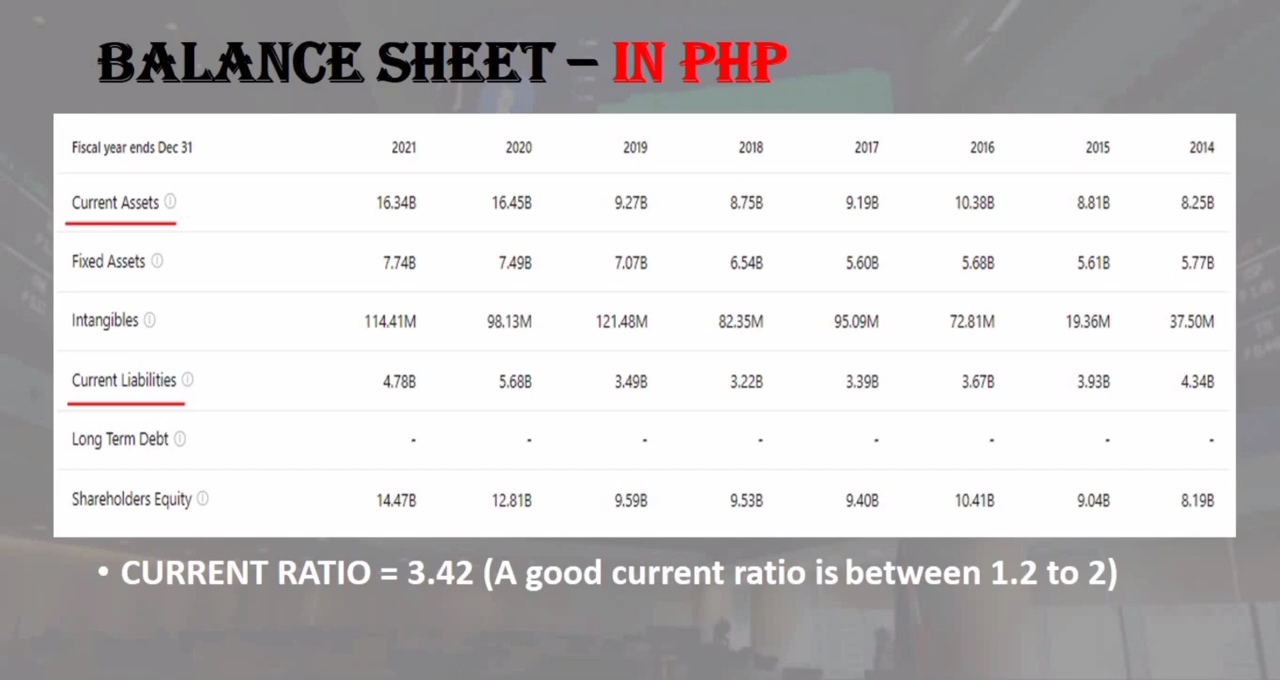 BALANCE SHEET – IN PHP
Fiscal year ends Dec 31 2021 2020 2019 2018 2017 2016 2015 2014
Current Assets 16.34B 16.45B 9.27B 8.75B 9.19B 10.38B 8.81B 8.25B
Fixed Assets 7.74B 7.49B 7.07B 6.54B 5.60B 5.68B 5.61B 5.77B
Intangibles 114.41M 98.13M 121.48M 82.35M 95.09M 72.81M 19.36M 37.50M
Current Liabilities 4.78B 5.68B 3.49B 3.22B 3.39B 3.67B 3.93B 4.34B
Long Term Debt - - - - - - - -
Shareholders Equity 14.47B 12.81B 9.59B 9.53B 9.40B 10.41B 9.04B 8.19B
• CURRENT RATIO = 3.42 (A good current ratio is between 1.2 to 2)